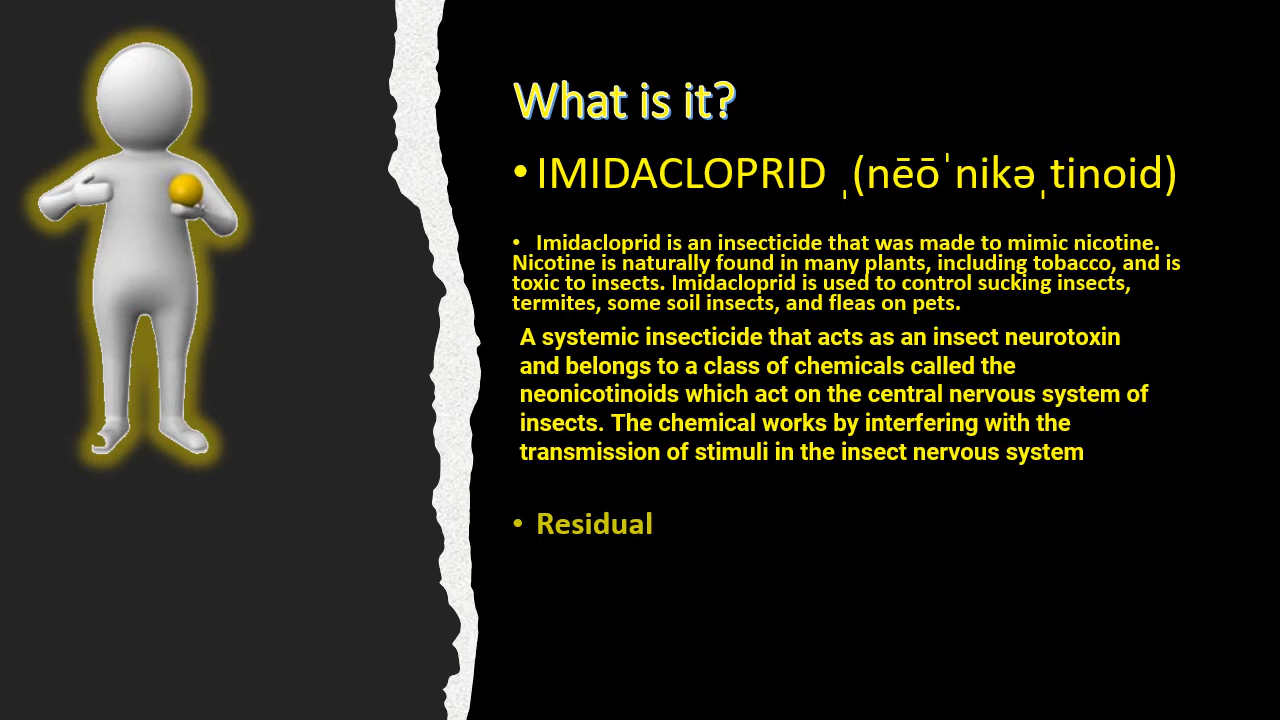 What is it?
• IMIDACLOPRID ˌ(nēōˈnikəˌtinoid)
• Imidacloprid is an insecticide that was made to mimic nicotine.
Nicotine is naturally found in many plants, including tobacco, and is
toxic to insects. Imidacloprid is used to control sucking insects,
termites, some soil insects, and fleas on pets.
A systemic insecticide that acts as an insect neurotoxin
and belongs to a class of chemicals called the
neonicotinoids which act on the central nervous system of
insects. The chemical works by interfering with the
transmission of stimuli in the insect nervous system
• Residual